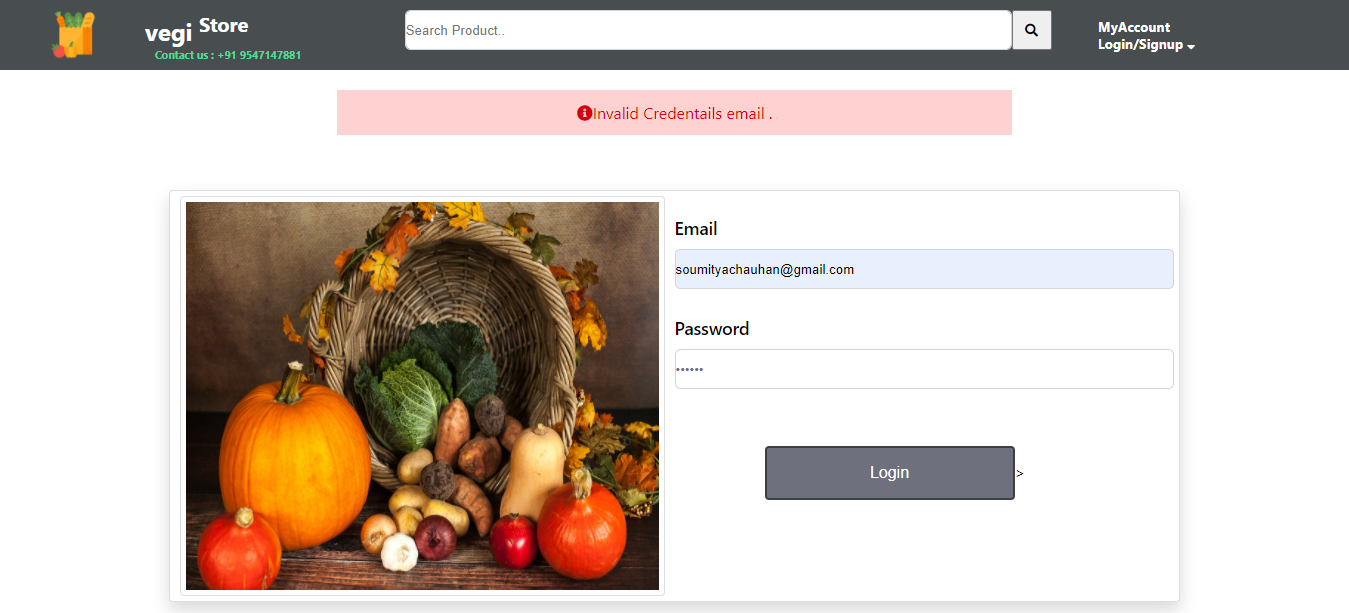 vegi Store
Contact us : +91 9547147881
Search Product..
MyAccount
Login/Signup
Invalid Credentails email .
Email
soumityachauhan@gmail.com
Password
••••••
Login >